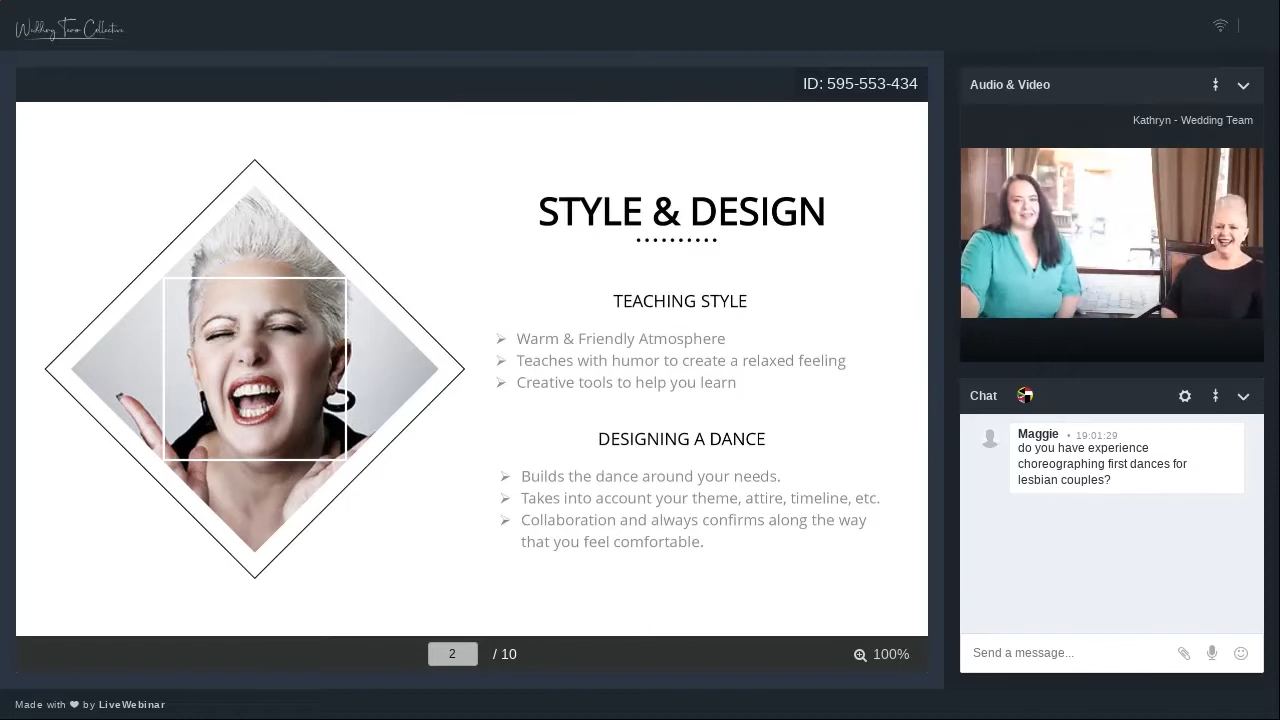 Wedding Team Collective
ID: 595-553-434
STYLE & DESIGN
TEACHING STYLE
Warm & Friendly Atmosphere
Teaches with humor to create a relaxed feeling
Creative tools to help you learn
DESIGNING A DANCE
Builds the dance around your needs.
Takes into account your theme, attire, timeline, etc.
Collaboration and always confirms along the way
that you feel comfortable.
2 / 10
100%
Audio & Video
Kathryn - Wedding Team
Chat
Maggie • 19:01:29
do you have experience
choreographing first dances for
lesbian couples?
Send a message...
Made with ❤ by LiveWebinar